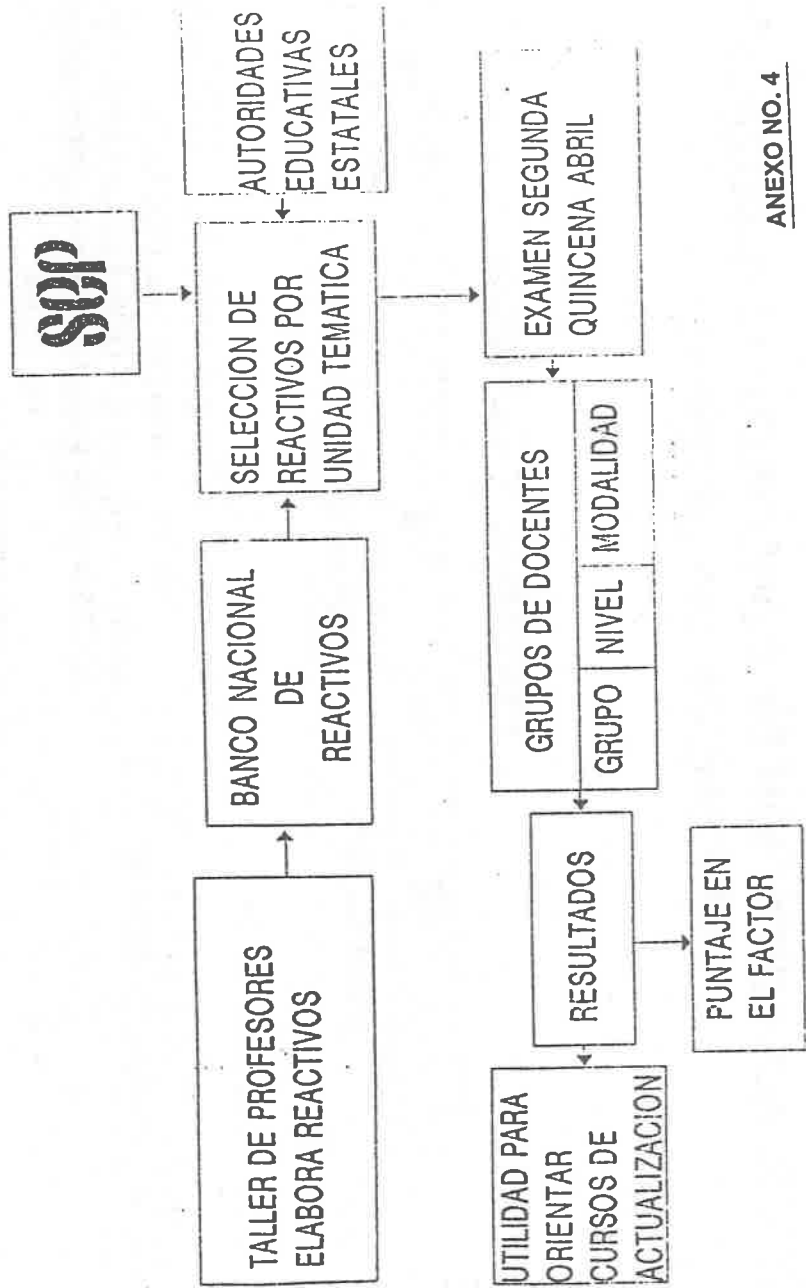 sep
TALLER DE PROFESORES
ELABORA REACTIVOS
BANCO NACIONAL
DE
REACTIVOS
SELECCION DE
REACTIVOS POR
UNIDAD TEMATICA
AUTORIDADES
EDUCATIVAS
ESTATALES
EXAMEN SEGUNDA
QUINCENA ABRIL
GRUPOS DE DOCENTES
GRUPO NIVEL MODALIDAD
RESULTADOS
UTILIDAD PARA
ORIENTAR
CURSOS DE
ACTUALIZACION
PUNTAJE EN
EL FACTOR
ANEXO NO. 4